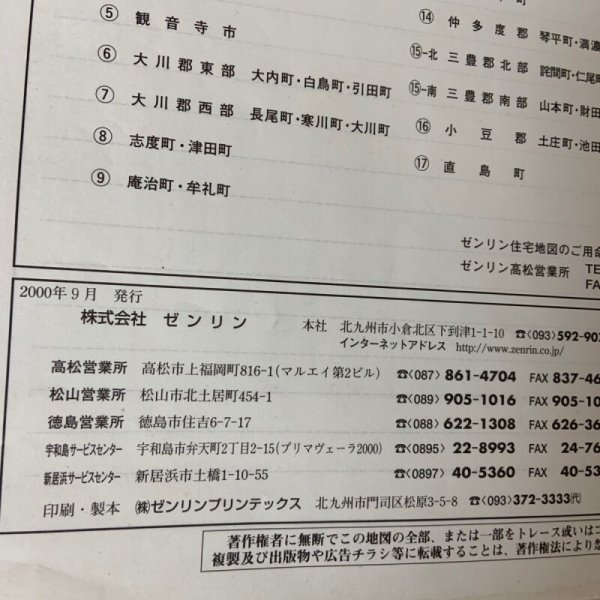 ⑤ 観音寺市
⑥ 大川郡東部 大内町・白鳥町・引田町
⑦ 大川郡西部 長尾町・寒川町・大川町
⑧ 志度町・津田町
⑨ 庵治町・牟礼町
⑭ 仲多度郡 琴平町・満濃
⑮-北 三豊郡北部 詫間町・仁尾
⑮-南 三豊郡南部 山本町・財田
⑯ 小豆郡 土庄町・池田
⑰ 直島町
ゼンリン住宅地図のご用命
ゼンリン高松営業所 TE
FA
2000年9月 発行
株式会社 ゼンリン 本社 北九州市小倉北区下到津1-1-10 ☎(093)592-90
インターネットアドレス http://www.zenrin.co.jp/
高松営業所 高松市上福岡町816-1(マルエイ第2ビル) ☎(087)861-4704 FAX 837-46
松山営業所 松山市北土居町454-1 ☎(089)905-1016 FAX 905-10
徳島営業所 徳島市住吉6-7-17 ☎(088)622-1308 FAX 626-36
宇和島サービスセンター 宇和島市弁天町2丁目2-15(プリマヴェーラ2000) ☎(0895)22-8993 FAX 24-76
新居浜サービスセンター 新居浜市土橋1-10-55 ☎(0897)40-5360 FAX 40-53
印刷・製本 ㈱ゼンリンプリンテックス 北九州市門司区松原3-5-8 ☎(093)372-3333㈹
著作権者に無断でこの地図の全部、または一部をトレース或いはコ
複製及び出版物や広告チラシ等に転載することは、著作権法により禁